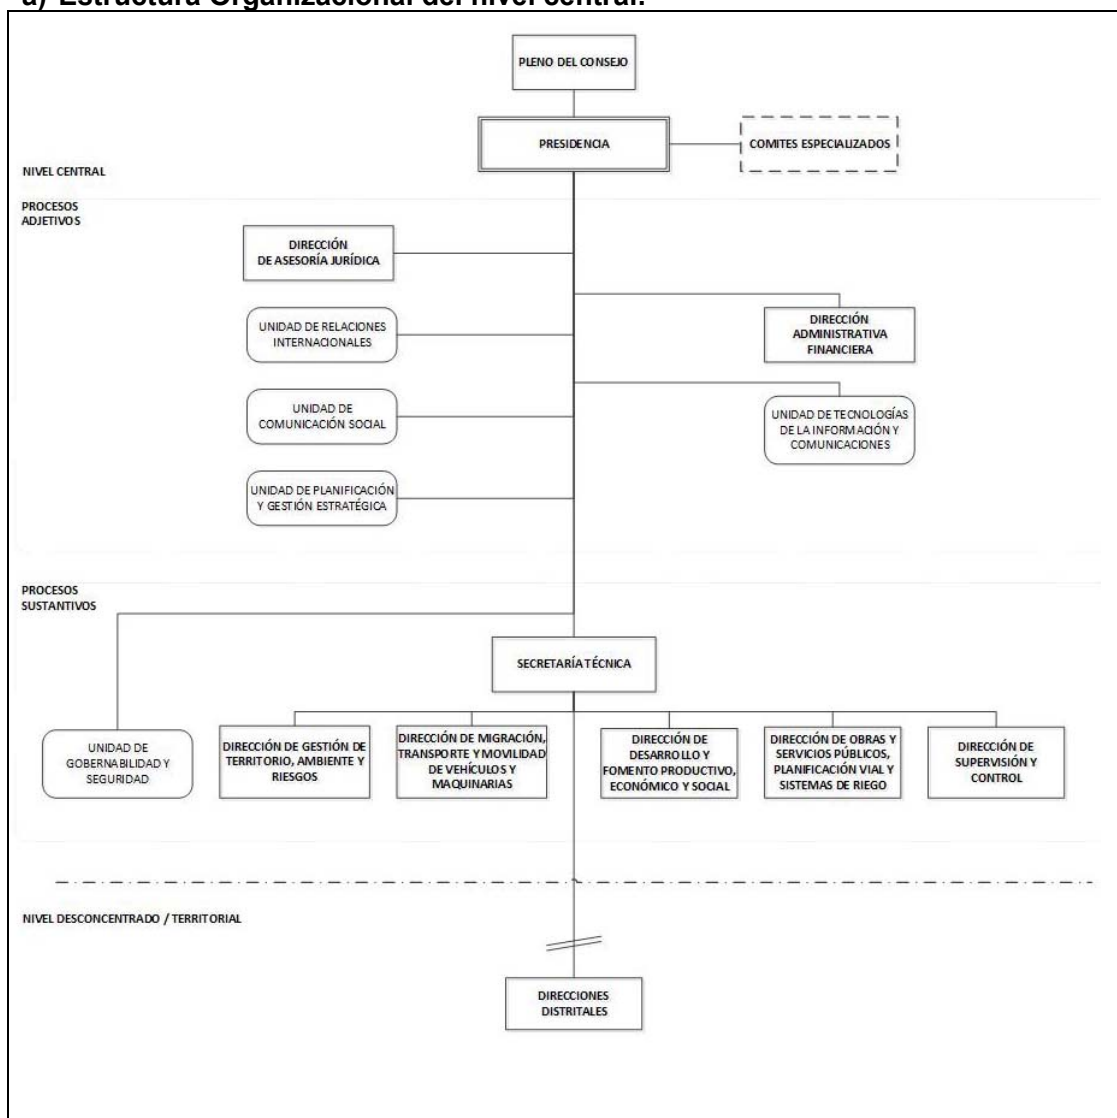 a) Estructura Organizacional del nivel central:
PLENO DEL CONSEJO
PRESIDENCIA
COMITES ESPECIALIZADOS
NIVEL CENTRAL
PROCESOS
ADJETIVOS
DIRECCIÓN
DE ASESORÍA JURÍDICA
UNIDAD DE RELACIONES
INTERNACIONALES
DIRECCIÓN
ADMINISTRATIVA
FINANCIERA
UNIDAD DE
COMUNICACIÓN SOCIAL
UNIDAD DE TECNOLOGÍAS
DE LA INFORMACIÓN Y
COMUNICACIONES
UNIDAD DE PLANIFICACIÓN
Y GESTIÓN ESTRATÉGICA
PROCESOS
SUSTANTIVOS
SECRETARÍA TÉCNICA
UNIDAD DE
GOBERNABILIDAD Y
SEGURIDAD
DIRECCIÓN DE GESTIÓN DE
TERRITORIO, AMBIENTE Y
RIESGOS
DIRECCIÓN DE MIGRACIÓN,
TRANSPORTE Y MOVILIDAD
DE VEHÍCULOS Y
MAQUINARIAS
DIRECCIÓN DE
DESARROLLO Y
FOMENTO PRODUCTIVO,
ECONÓMICO Y SOCIAL
DIRECCIÓN DE OBRAS Y
SERVICIOS PÚBLICOS,
PLANIFICACIÓN VIAL Y
SISTEMAS DE RIEGO
DIRECCIÓN DE
SUPERVISIÓN Y
CONTROL
NIVEL DESCONCENTRADO / TERRITORIAL
DIRECCIONES
DISTRITALES